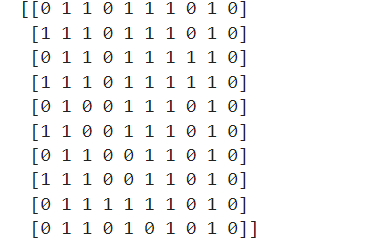 [[0 1 1 0 1 1 1 0 1 0]
[1 1 1 0 1 1 1 0 1 0]
[0 1 1 0 1 1 1 1 1 0]
[1 1 1 0 1 1 1 1 1 0]
[0 1 0 0 1 1 1 0 1 0]
[1 1 0 0 1 1 1 0 1 0]
[0 1 1 0 0 1 1 0 1 0]
[1 1 1 0 0 1 1 0 1 0]
[0 1 1 1 1 1 1 0 1 0]
[0 1 1 0 1 0 1 0 1 0]]